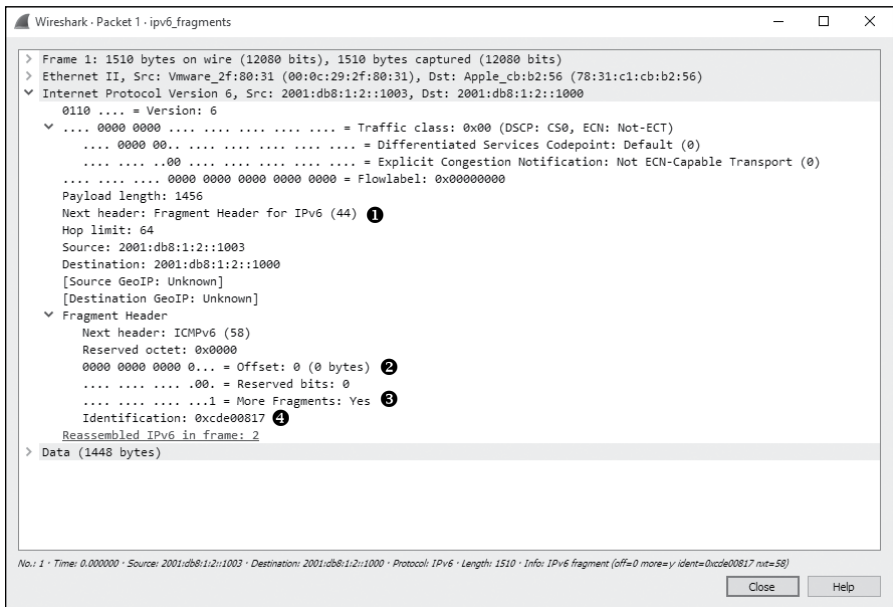 Wireshark · Packet 1 · ipv6_fragments
> Frame 1: 1510 bytes on wire (12080 bits), 1510 bytes captured (12080 bits)
> Ethernet II, Src: Vmware_2f:80:31 (00:0c:29:2f:80:31), Dst: Apple_cb:b2:56 (78:31:c1:cb:b2:56)
Internet Protocol Version 6, Src: 2001:db8:1:2::1003, Dst: 2001:db8:1:2::1000
0110 .... = Version: 6
.... 0000 0000 .... .... .... .... .... = Traffic class: 0x00 (DSCP: CS0, ECN: Not-ECT)
.... 0000 00.. .... .... .... .... .... = Differentiated Services Codepoint: Default (0)
.... .... ..00 .... .... .... .... .... = Explicit Congestion Notification: Not ECN-Capable Transport (0)
.... .... .... 0000 0000 0000 0000 0000 = Flowlabel: 0x00000000
Payload length: 1456
Next header: Fragment Header for IPv6 (44) ❶
Hop limit: 64
Source: 2001:db8:1:2::1003
Destination: 2001:db8:1:2::1000
[Source GeoIP: Unknown]
[Destination GeoIP: Unknown]
Fragment Header
Next header: ICMPv6 (58)
Reserved octet: 0x0000
0000 0000 0000 0... = Offset: 0 (0 bytes) ❷
.... .... .... .00. = Reserved bits: 0
.... .... .... ...1 = More Fragments: Yes ❸
Identification: 0xcde00817 ❹
Reassembled IPv6 in frame: 2
> Data (1448 bytes)
No.: 1 · Time: 0.000000 · Source: 2001:db8:1:2::1003 · Destination: 2001:db8:1:2::1000 · Protocol: IPv6 · Length: 1510 · Info: IPv6 fragment (off=0 more=y ident=0xcde00817 nxt=58)
Close Help